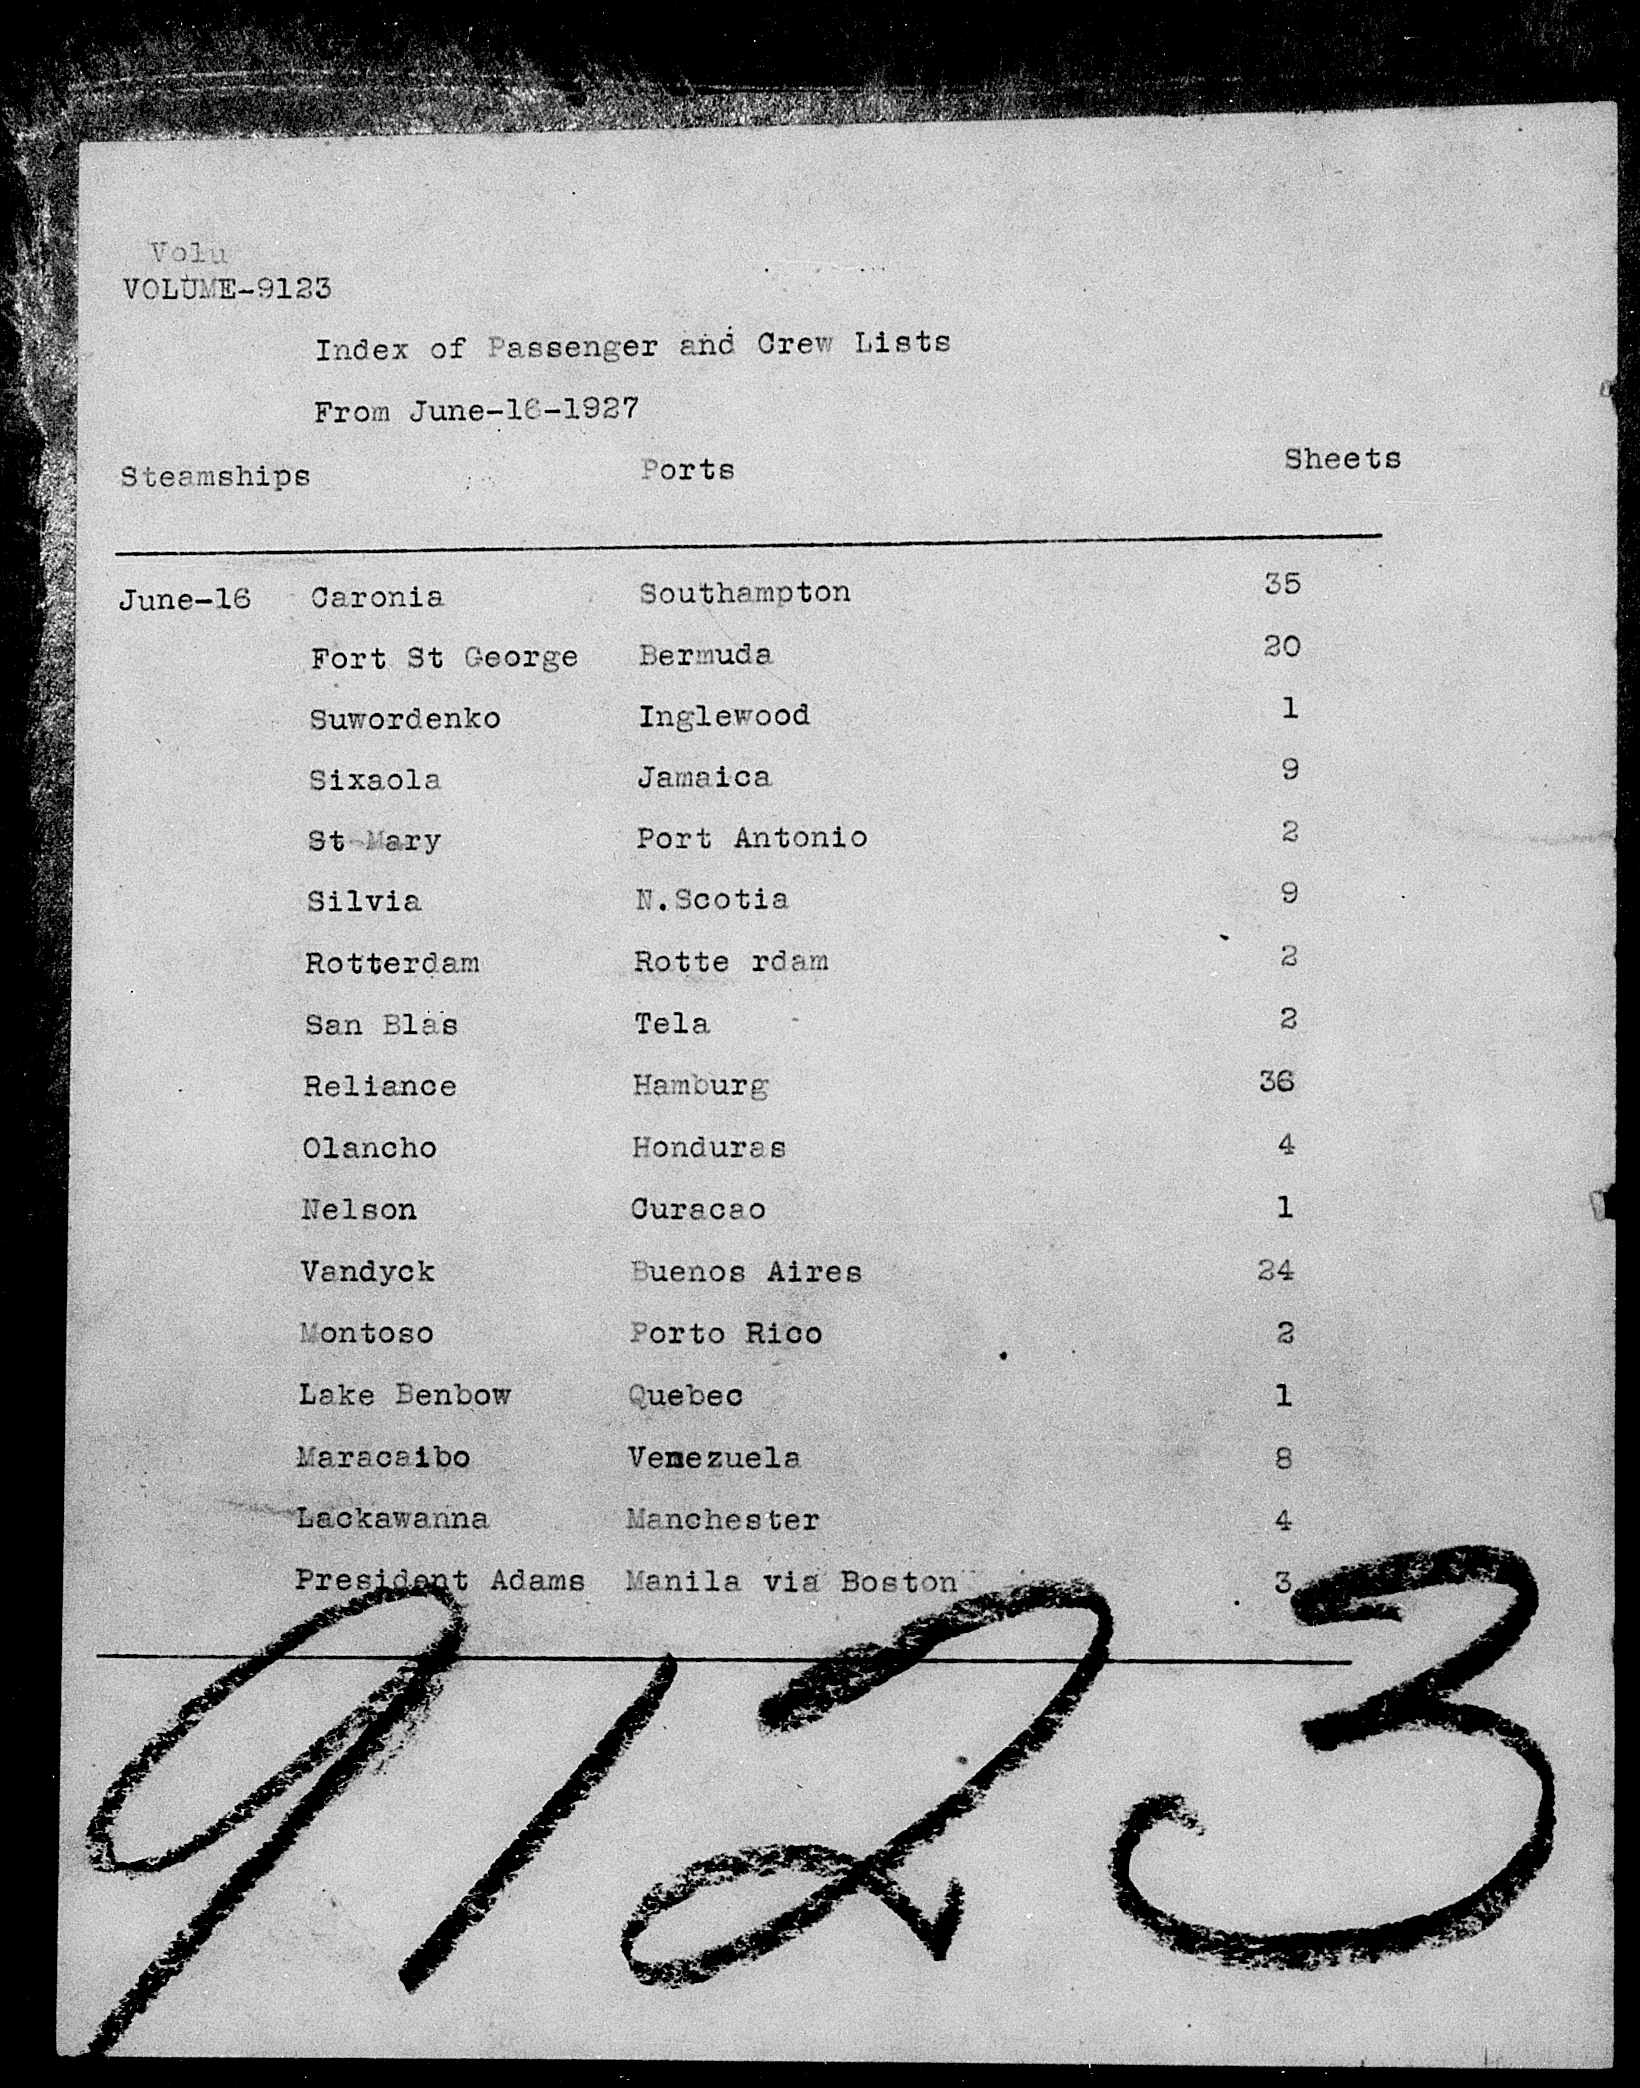 Volu
VOLUME-9123
Index of Passenger and Crew Lists
From June-16-1927
Steamships Ports Sheets
June-16 Caronia Southampton 35
Fort St George Bermuda 20
Suwordenko Inglewood 1
Sixaola Jamaica 9
St Mary Port Antonio 2
Silvia N.Scotia 9
Rotterdam Rotte rdam 2
San Blas Tela 2
Reliance Hamburg 36
Olancho Honduras 4
Nelson Curacao 1
Vandyck Buenos Aires 24
Montoso Porto Rico 2
Lake Benbow Quebec 1
Maracaibo Venezuela 8
Lackawanna Manchester 4
President Adams Manila via Boston 3
9123